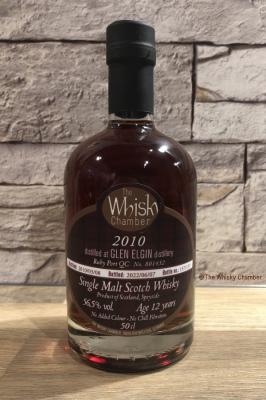 The
Whisky
Chamber
2010
distilled at GLEN ELGIN distillery
Ruby Port QC No. 801432
Bottled: 2022/06/07
Single Malt Scotch Whisky
Product of Scotland, Speyside
56,5% vol. Age 12 years
No Added Colour - No Chill Filtration
50cl
©The Whisky Chamber